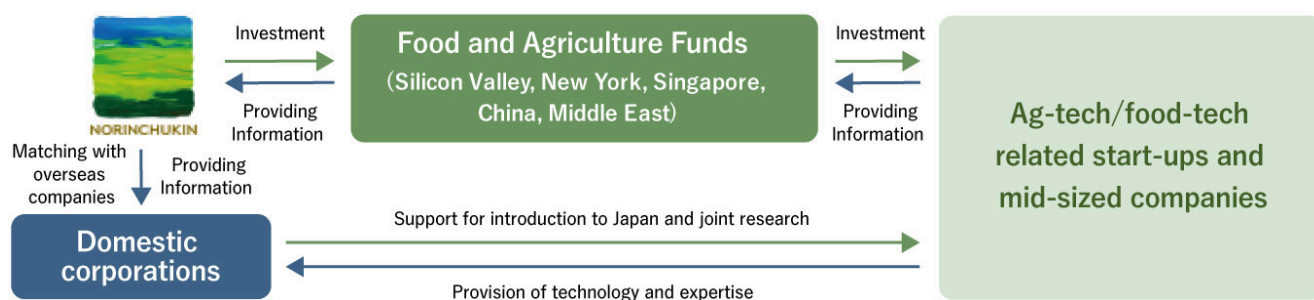 Investment
Food and Agriculture Funds
(Silicon Valley, New York, Singapore,
China, Middle East)
Investment
Providing
Information
Providing
Information
NORINCHUKIN
Ag-tech/food-tech
related start-ups and
mid-sized companies
Matching with
overseas
companies
Providing
Information
Support for introduction to Japan and joint research
Domestic
corporations
Provision of technology and expertise